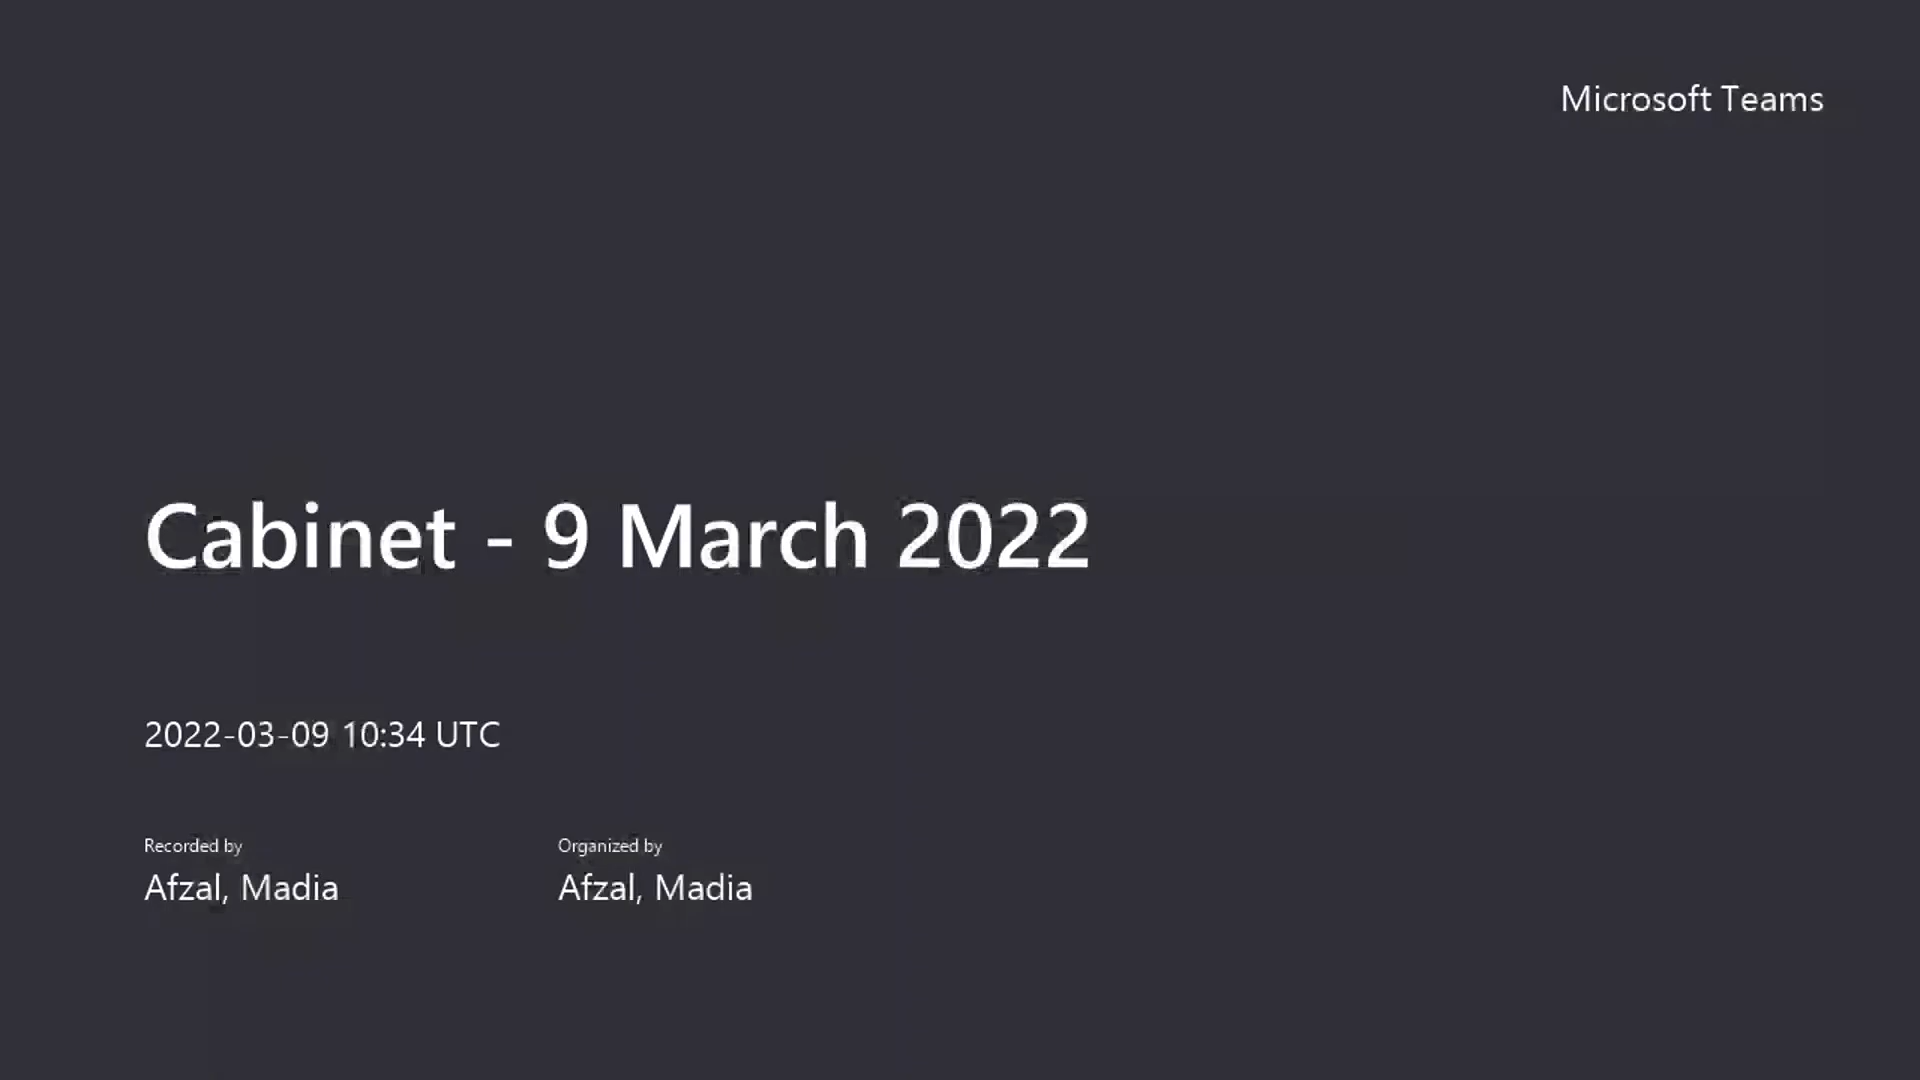 Microsoft Teams
Cabinet - 9 March 2022
2022-03-09 10:34 UTC
Recorded by
Afzal, Madia
Organized by
Afzal, Madia